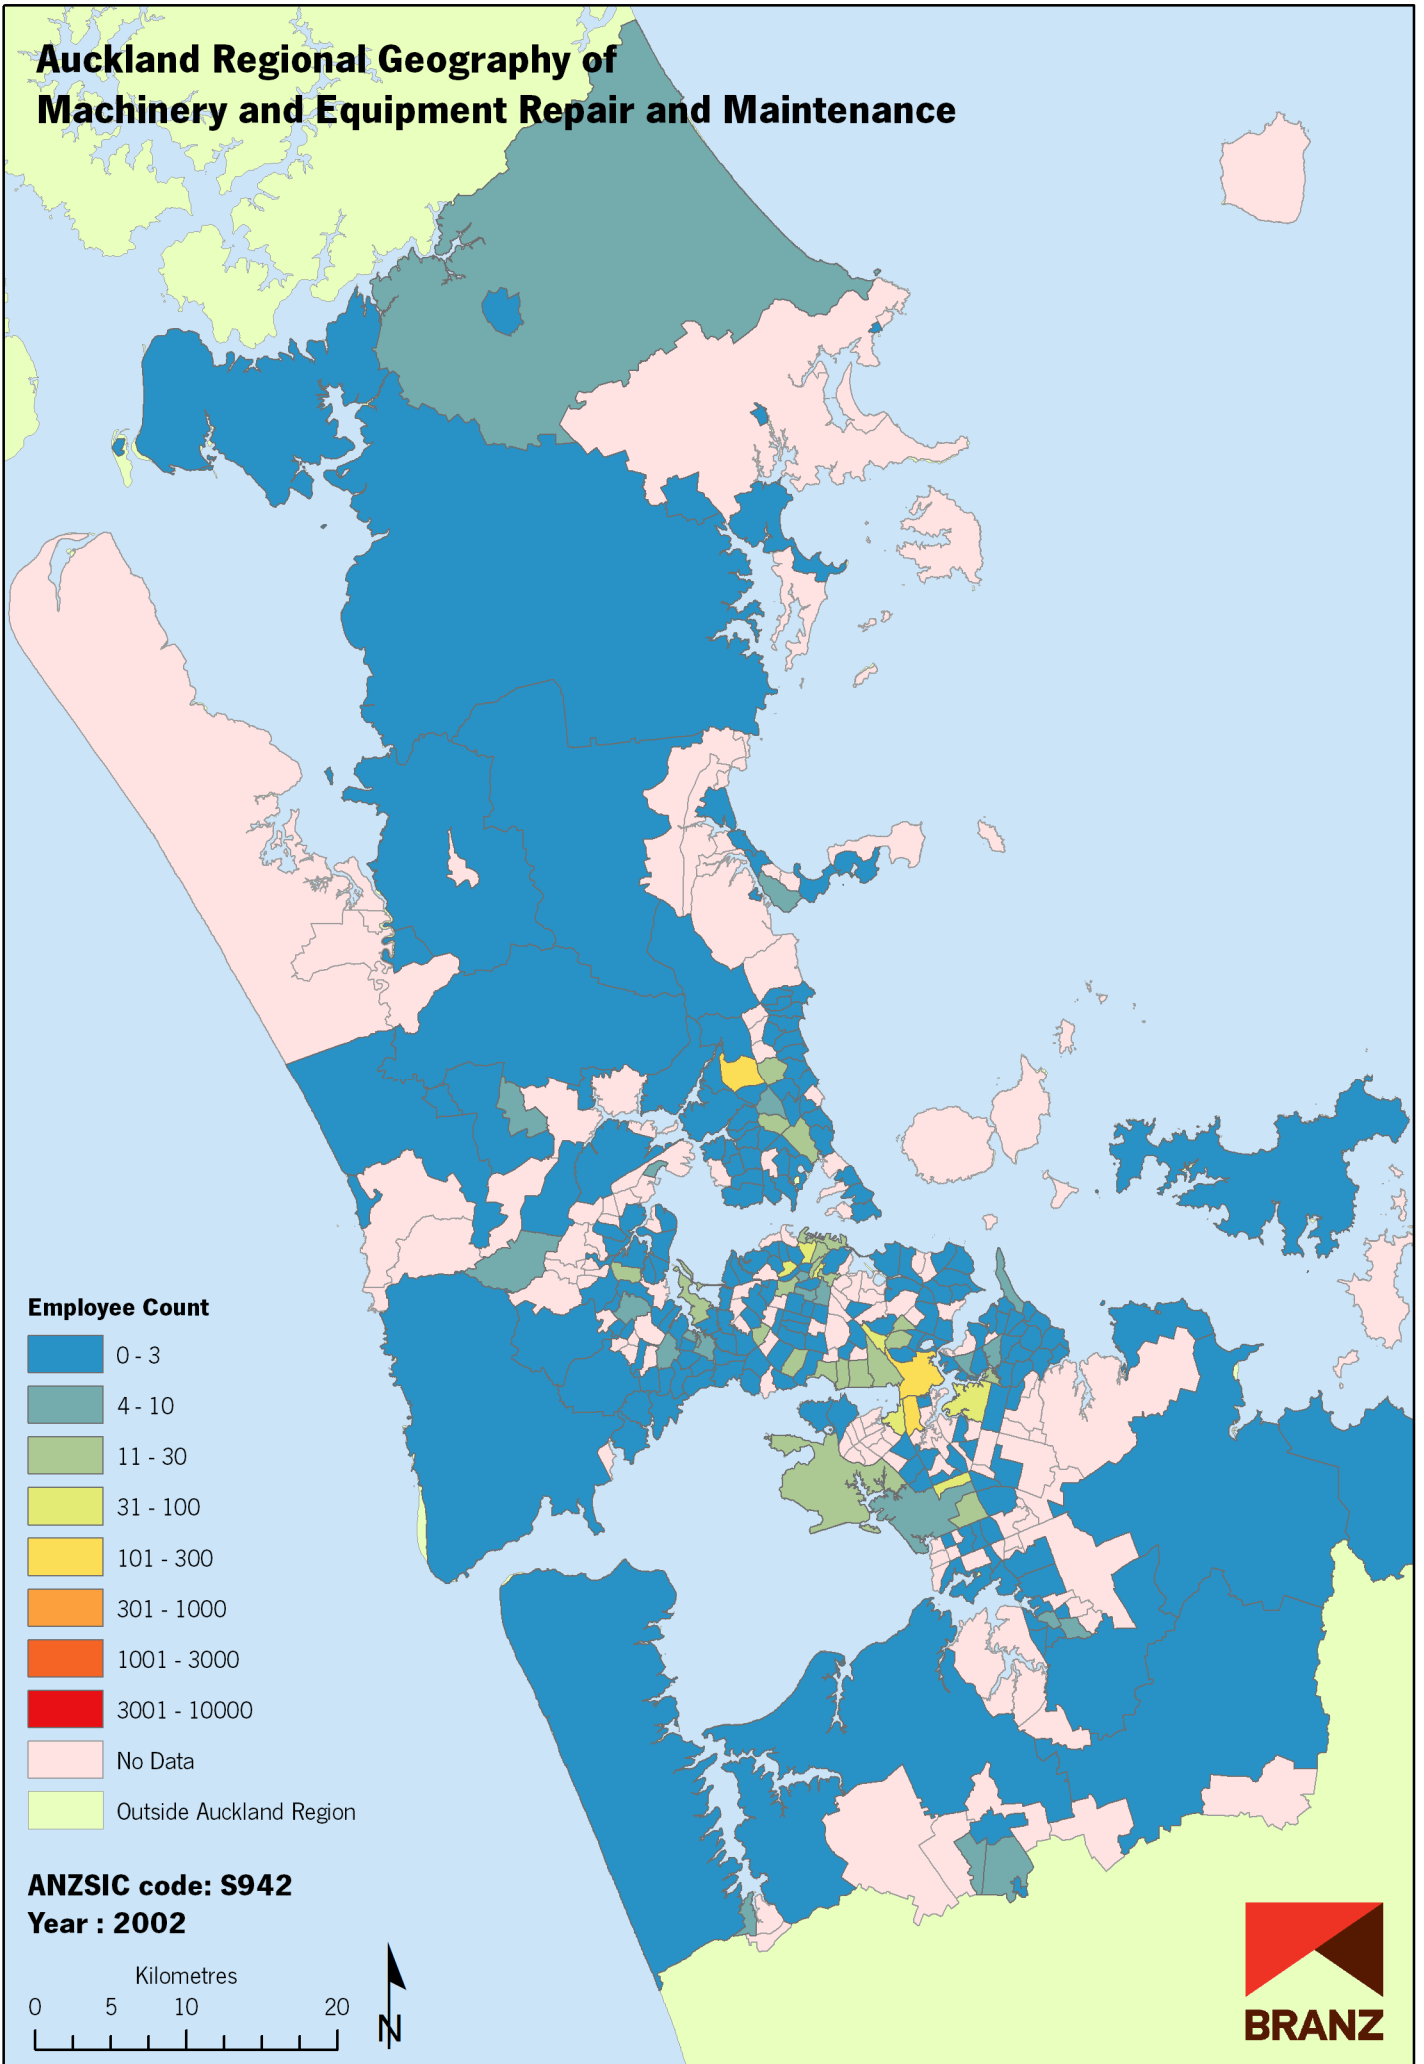 Auckland Regional Geography of
Machinery and Equipment Repair and Maintenance
Employee Count
0 - 3
4 - 10
11 - 30
31 - 100
101 - 300
301 - 1000
1001 - 3000
3001 - 10000
No Data
Outside Auckland Region
ANZSIC code: S942
Year : 2002
Kilometres
0 5 10 20
N
BRANZ